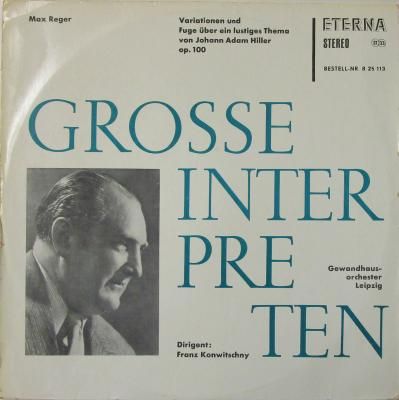 Max Reger
Variationen und
Fuge über ein lustiges Thema
von Johann Adam Hiller
op. 100
ETERNA
STEREO
BESTELL-NR. 8 25 113
GROSSE
INTER
PRE
TEN
Gewandhaus-
orchester
Leipzig
Dirigent:
Franz Konwitschny